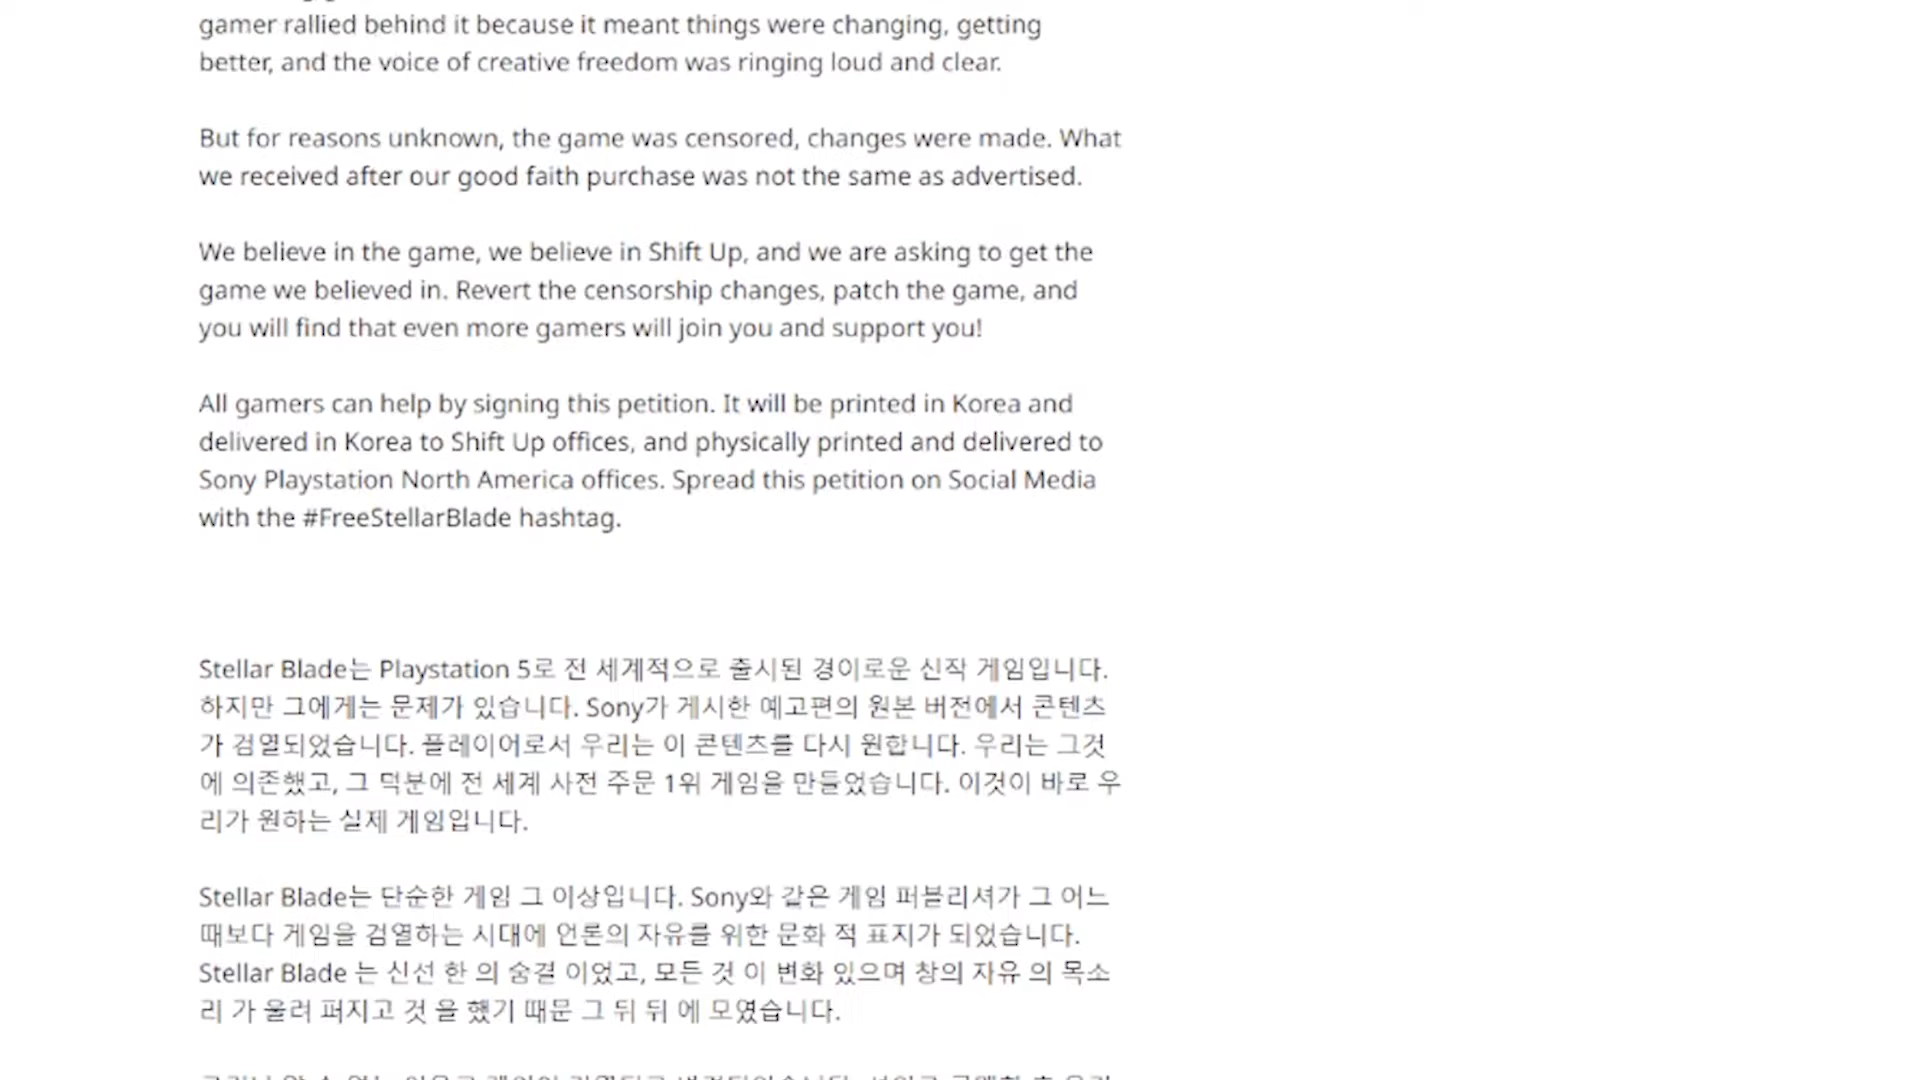 gamer rallied behind it because it meant things were changing, getting
better, and the voice of creative freedom was ringing loud and clear.
But for reasons unknown, the game was censored, changes were made. What
we received after our good faith purchase was not the same as advertised.
We believe in the game, we believe in Shift Up, and we are asking to get the
game we believed in. Revert the censorship changes, patch the game, and
you will find that even more gamers will join you and support you!
All gamers can help by signing this petition. It will be printed in Korea and
delivered in Korea to Shift Up offices, and physically printed and delivered to
Sony Playstation North America offices. Spread this petition on Social Media
with the #FreeStellarBlade hashtag.
Stellar Blade는 Playstation 5로 전 세계적으로 출시된 경이로운 신작 게임입니다.
하지만 그에게는 문제가 있습니다. Sony가 게시한 예고편의 원본 버전에서 콘텐츠
가 검열되었습니다. 플레이어로서 우리는 이 콘텐츠를 다시 원합니다. 우리는 그것
에 의존했고, 그 덕분에 전 세계 사전 주문 1위 게임을 만들었습니다. 이것이 바로 우
리가 원하는 실제 게임입니다.
Stellar Blade는 단순한 게임 그 이상입니다. Sony와 같은 게임 퍼블리셔가 그 어느
때보다 게임을 검열하는 시대에 언론의 자유를 위한 문화 적 표지가 되었습니다.
Stellar Blade 는 신선 한 의 숨결 이었고, 모든 것 이 변화 있으며 창의 자유 의 목소
리 가 울려 퍼지고 것 을 했기 때문 그 뒤 뒤 에 모였습니다.